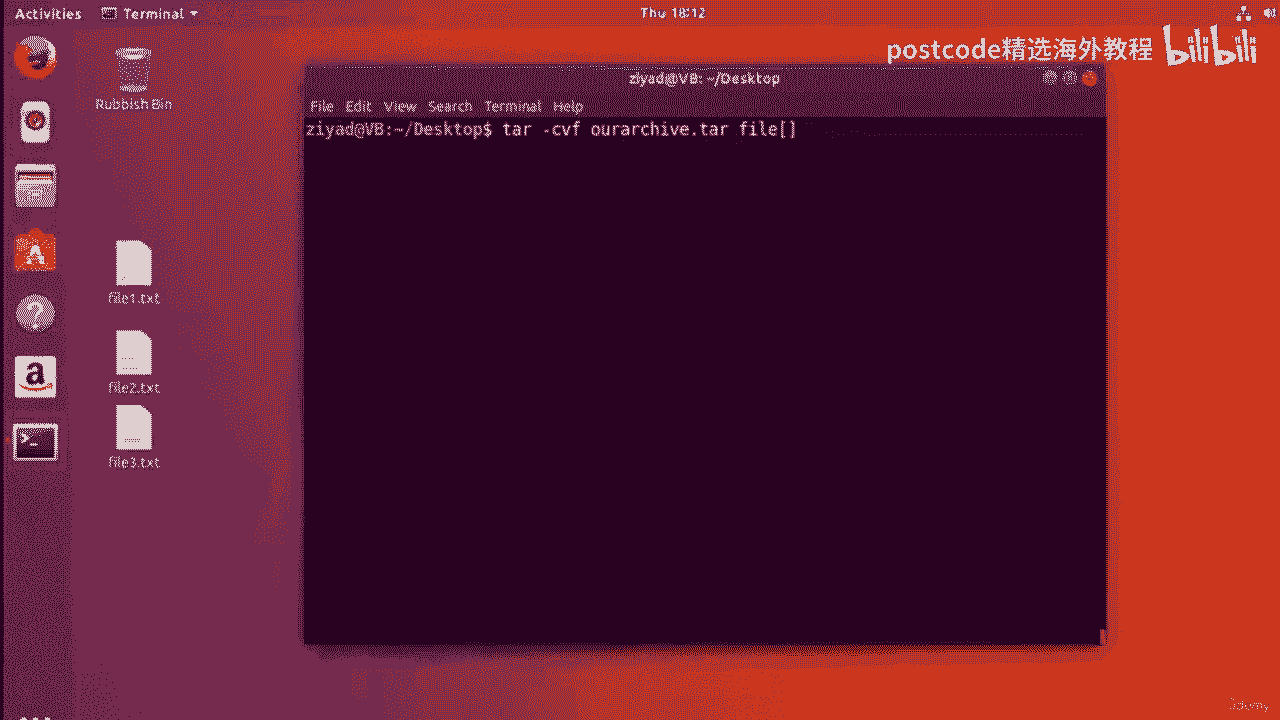 Activities Terminal Thu 18:12
postcode精选海外教程 bilibili
Rubbish Bin
ziyad@VB: ~/Desktop
File Edit View Search Terminal Help
ziyad@VB:~/Desktop$ tar -cvf ourarchive.tar file[]
file1.txt
file2.txt
file3.txt